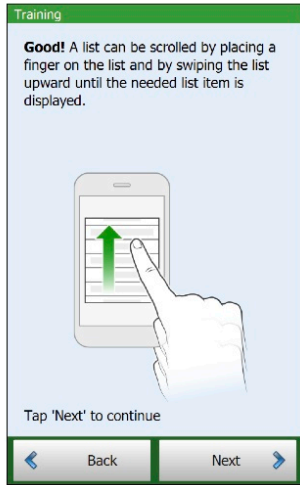 Training
Good! A list can be scrolled by placing a
finger on the list and by swiping the list
upward until the needed list item is
displayed.
Tap 'Next' to continue
Back
Next